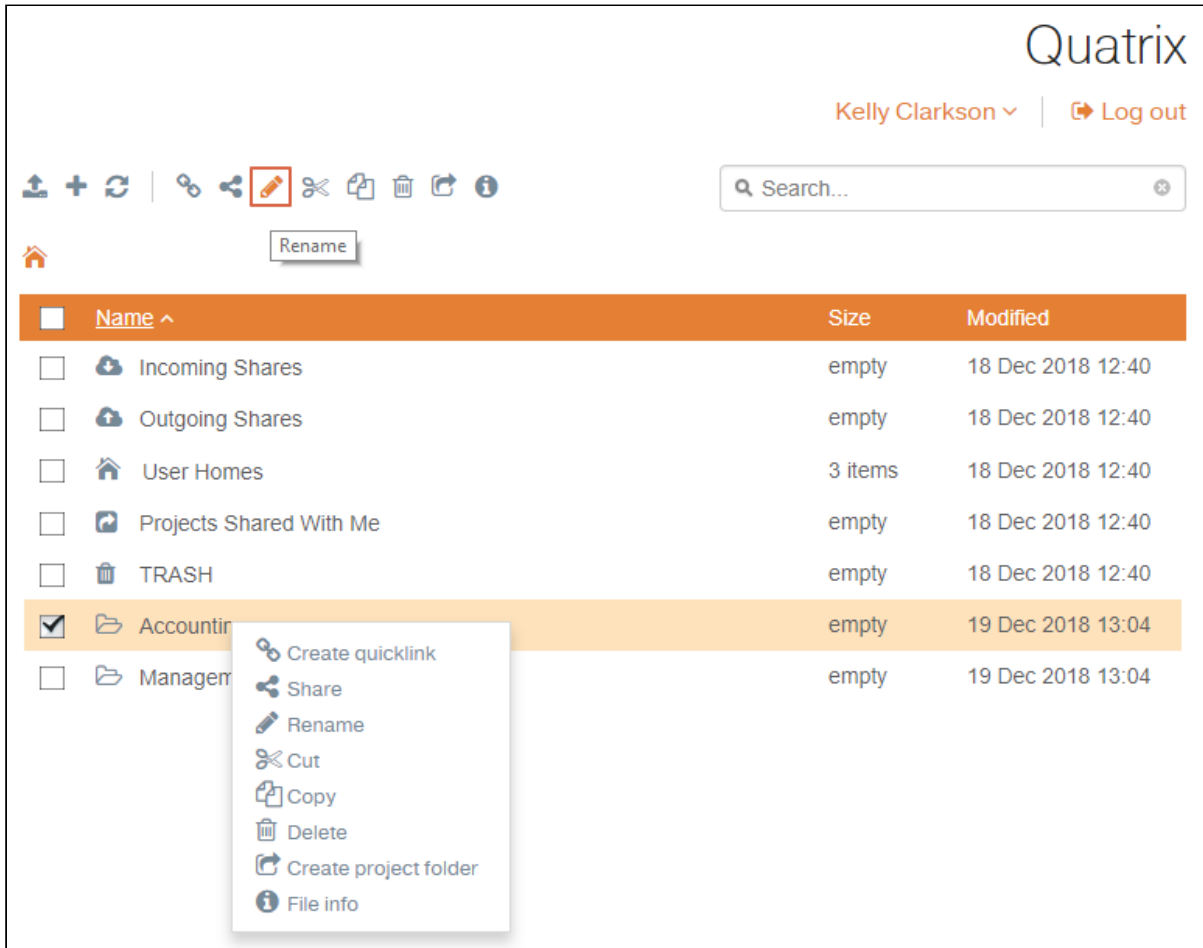 Quatrix
Kelly Clarkson Log out
Search...
Rename
Name Size Modified
Incoming Shares empty 18 Dec 2018 12:40
Outgoing Shares empty 18 Dec 2018 12:40
User Homes 3 items 18 Dec 2018 12:40
Projects Shared With Me empty 18 Dec 2018 12:40
TRASH empty 18 Dec 2018 12:40
Accountin empty 19 Dec 2018 13:04
Managem empty 19 Dec 2018 13:04
Create quicklink
Share
Rename
Cut
Copy
Delete
Create project folder
File info